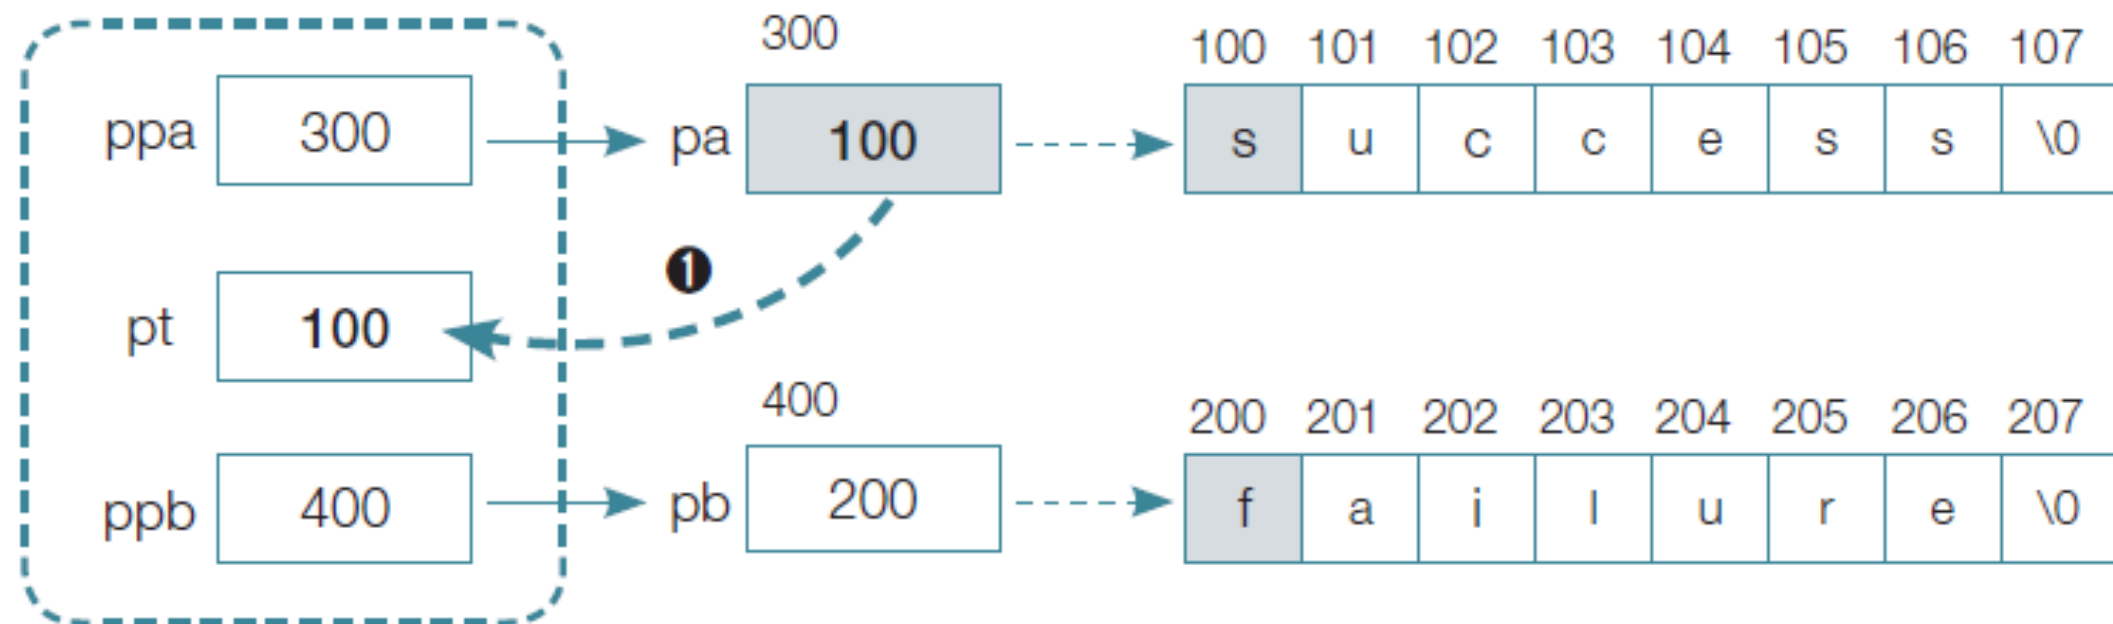 300
100 101 102 103 104 105 106 107
ppa 300 pa 100 s u c c e s s \0
❶
pt 100
400
200 201 202 203 204 205 206 207
ppb 400 pb 200 f a i l u r e \0